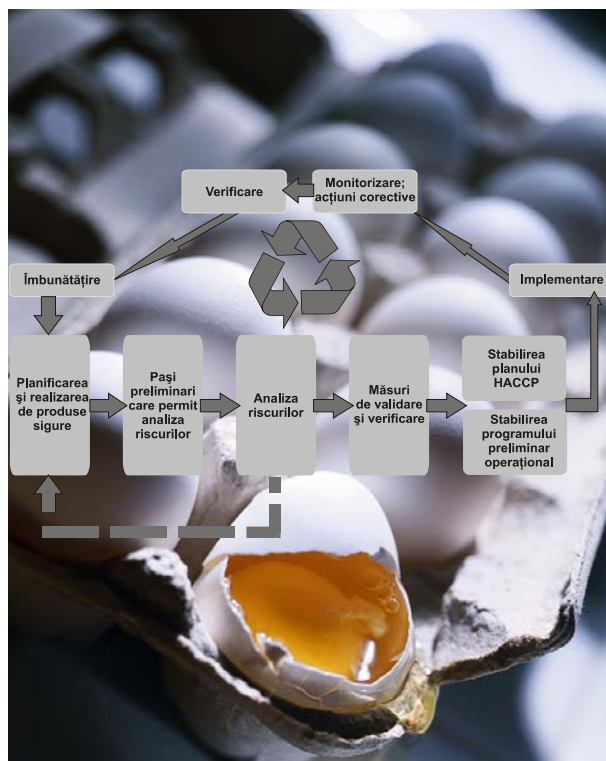 Verificare
Monitorizare;
acțiuni corective
Îmbunătățire
Implementare
Planificarea
și realizarea
de produse
sigure
Pași
preliminari
care permit
analiza
riscurilor
Analiza
riscurilor
Măsuri
de validare
și verificare
Stabilirea
planului
HACCP
Stabilirea
programului
preliminar
operațional